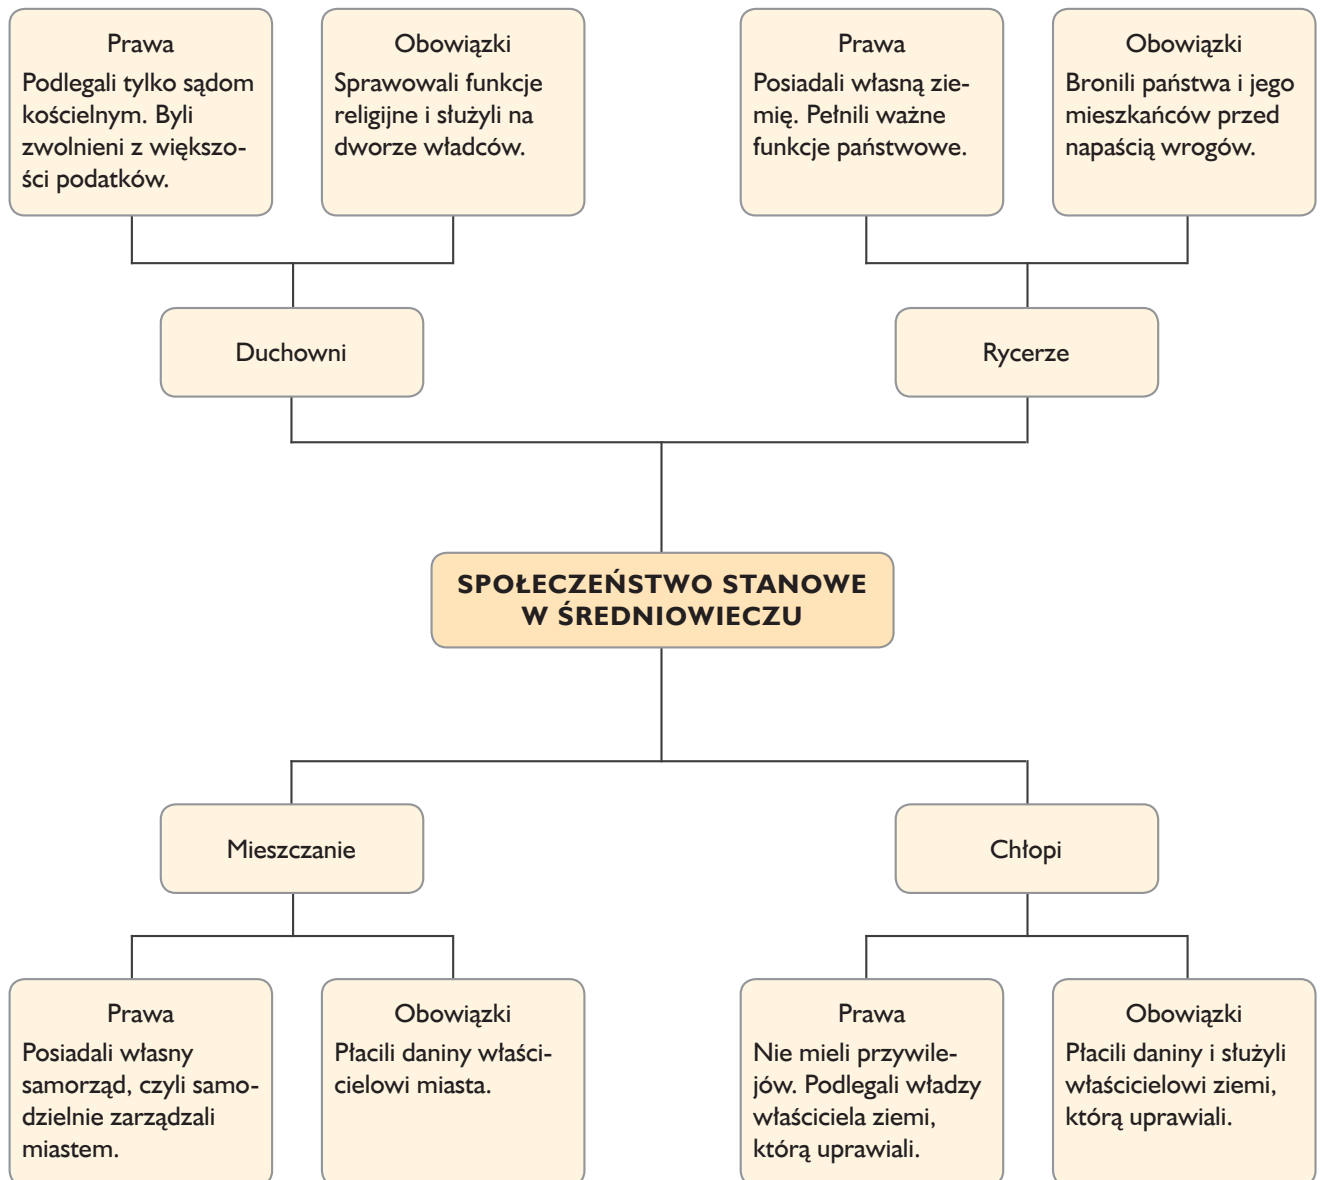 Prawa
Podlegali tylko sądom
kościelnym. Byli
zwolnieni z większo-
ści podatków.
Obowiązki
Sprawowali funkcje
religijne i służyli na
dworze władców.
Prawa
Posiadali własną zie-
mię. Pełnili ważne
funkcje państwowe.
Obowiązki
Bronili państwa i jego
mieszkańców przed
napaścią wrogów.
Duchowni
Rycerze
SPOŁECZEŃSTWO STANOWE
W ŚREDNIOWIECZU
Mieszczanie
Chłopi
Prawa
Posiadali własny
samorząd, czyli samo-
dzielnie zarządzali
miastem.
Obowiązki
Płacili daniny właści-
cielowi miasta.
Prawa
Nie mieli przywile-
jów. Podlegali władzy
właściciela ziemi,
którą uprawiali.
Obowiązki
Płacili daniny i służyli
właścicielowi ziemi,
którą uprawiali.